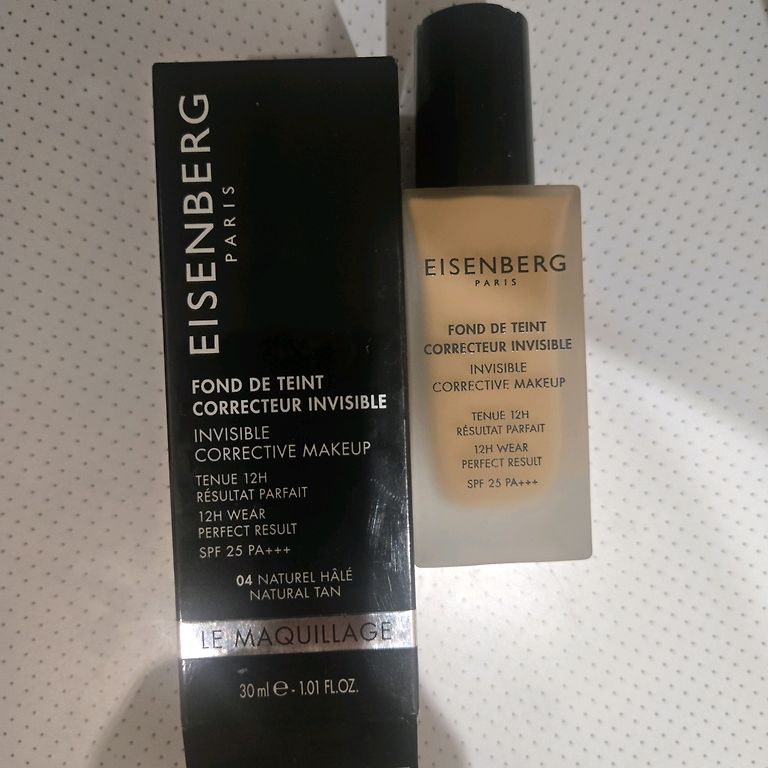 EISENBERG
PARIS
FOND DE TEINT
CORRECTEUR INVISIBLE
INVISIBLE
CORRECTIVE MAKEUP
TENUE 12H
RÉSULTAT PARFAIT
12H WEAR
PERFECT RESULT
SPF 25 PA+++
04 NATUREL HÂLÉ
NATURAL TAN
LE MAQUILLAGE
30 ml e - 1.01 FL.OZ.
EISENBERG
PARIS
FOND DE TEINT
CORRECTEUR INVISIBLE
INVISIBLE
CORRECTIVE MAKEUP
TENUE 12H
RÉSULTAT PARFAIT
12H WEAR
PERFECT RESULT
SPF 25 PA+++